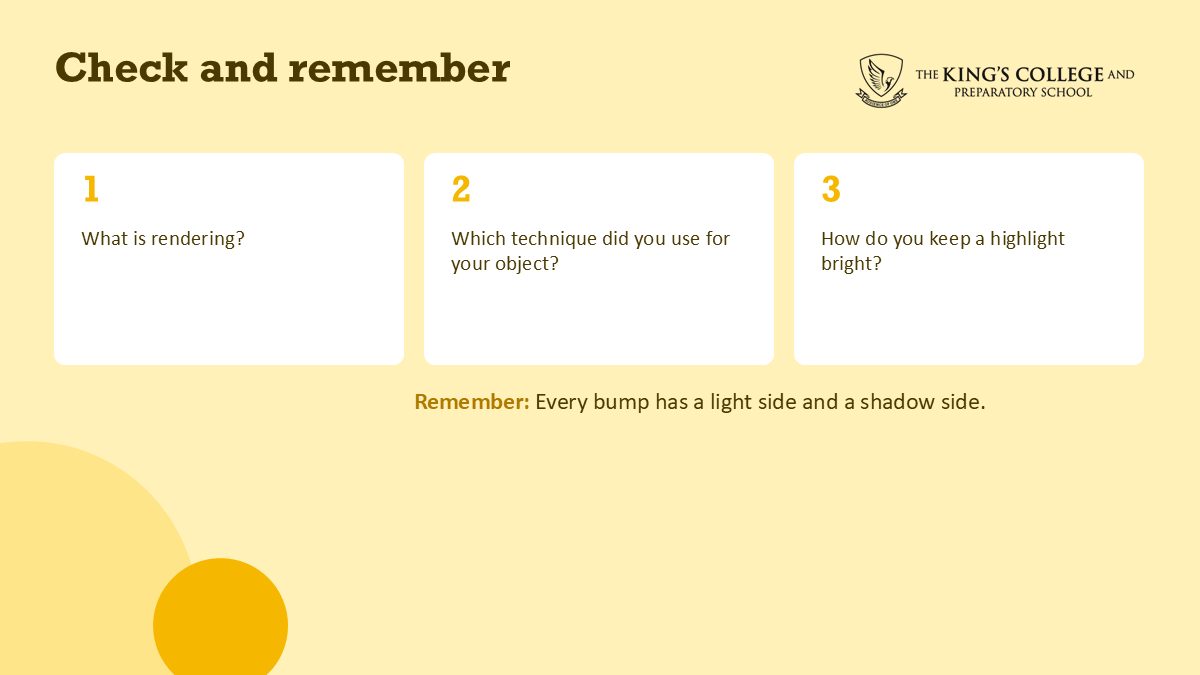 Check and remember
THE KING'S COLLEGE AND
PREPARATORY SCHOOL
1
What is rendering?
2
Which technique did you use for
your object?
3
How do you keep a highlight
bright?
Remember: Every bump has a light side and a shadow side.